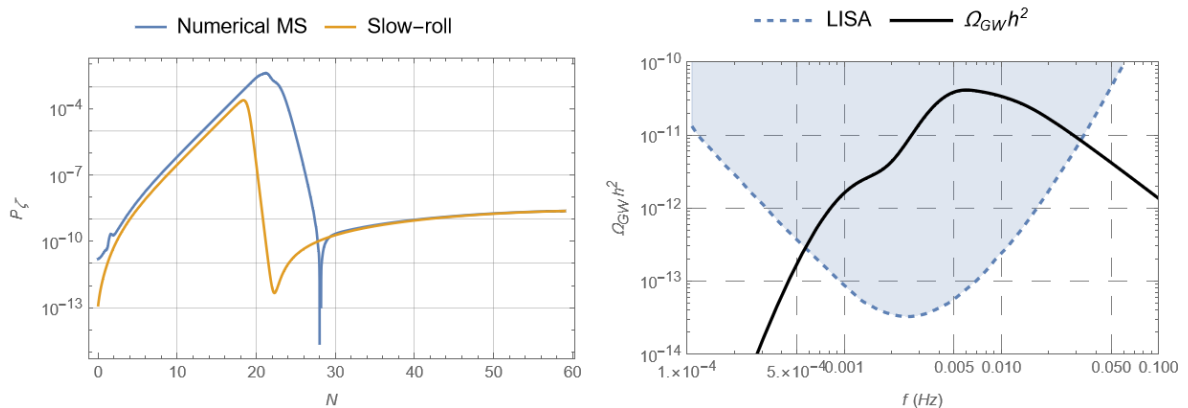 Numerical MS Slow-roll
10⁻⁴
10⁻⁷
10⁻¹⁰
10⁻¹³
P_ζ
0 10 20 30 40 50 60
N
LISA Ω_GW h²
10⁻¹⁰
10⁻¹¹
10⁻¹²
10⁻¹³
10⁻¹⁴
Ω_GW h²
1.×10⁻⁴ 5.×10⁻⁴ 0.001 0.005 0.010 0.050 0.100
f (Hz)